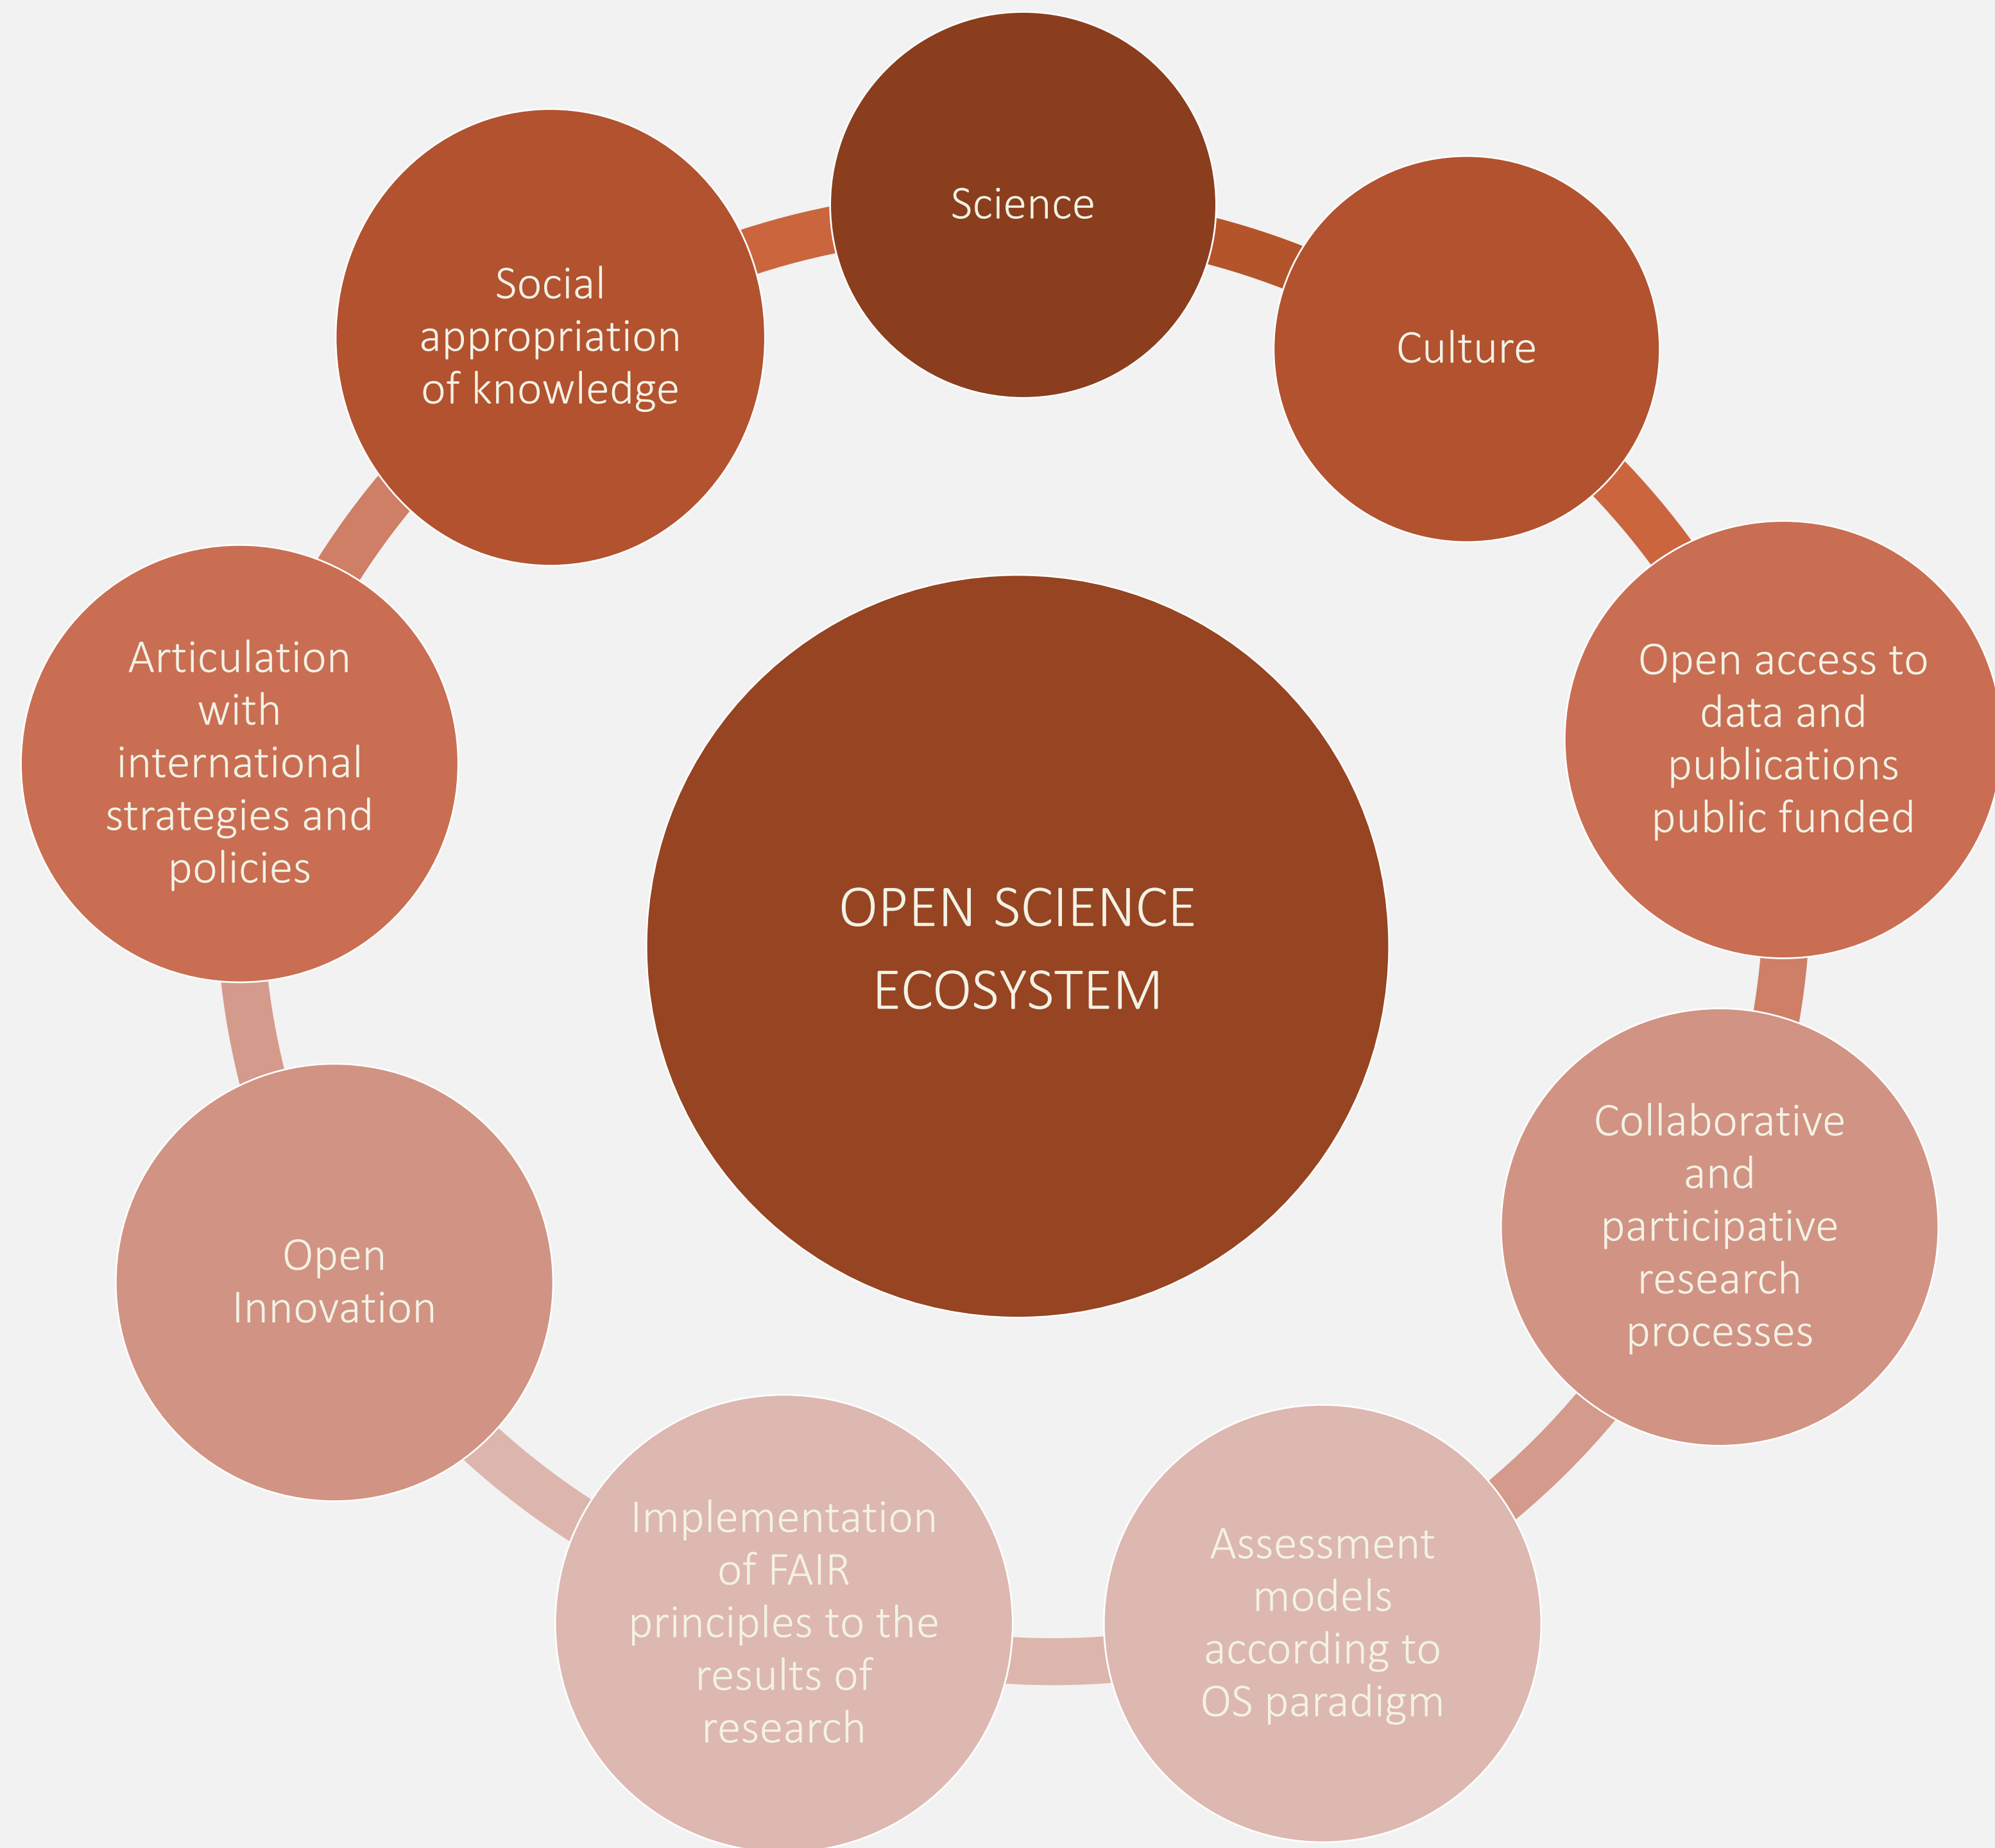 Science
Culture
Open access to
data and
publications
public funded
Collaborative
and
participative
research
processes
Assessment
models
according to
OS paradigm
Implementation
of FAIR
principles to the
results of
research
Open
Innovation
Articulation
with
international
strategies and
policies
Social
appropriation
of knowledge
OPEN SCIENCE
ECOSYSTEM